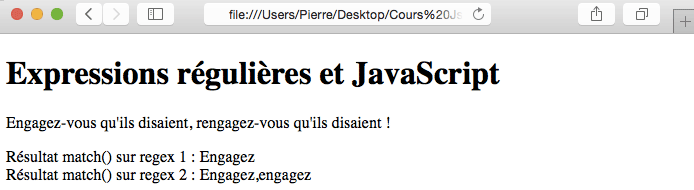 file:///Users/Pierre/Desktop/Cours%20Js
Expressions régulières et JavaScript
Engagez-vous qu'ils disaient, rengagez-vous qu'ils disaient !
Résultat match() sur regex 1 : Engagez
Résultat match() sur regex 2 : Engagez,engagez